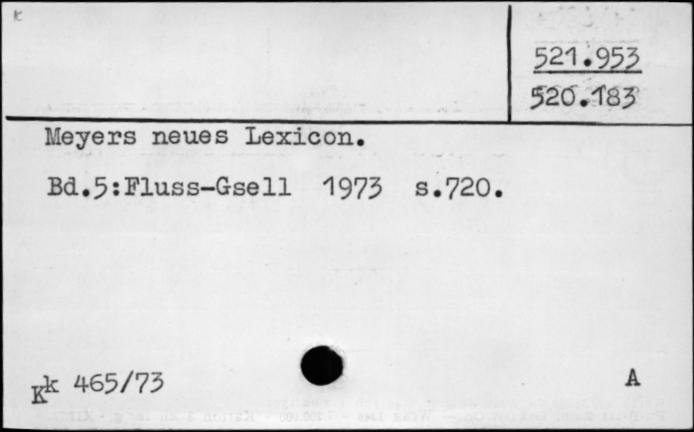 k
521.953
520.183
Meyers neues Lexicon.
Bd.5:Fluss-Gsell 1973 s.720.
Kk 465/73
A